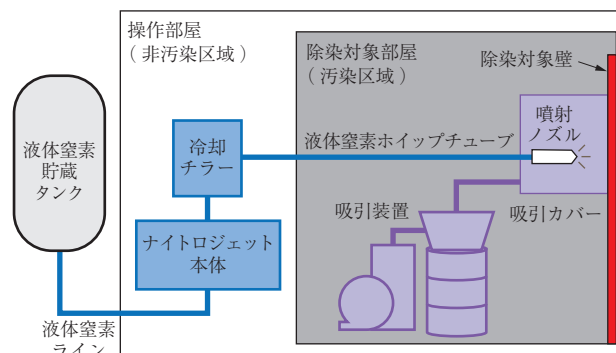 操作部屋
（非汚染区域）
除染対象部屋
（汚染区域）
除染対象壁
噴射
ノズル
液体窒素ホイップチューブ
冷却
チラー
液体窒素
貯蔵
タンク
吸引装置
吸引カバー
ナイトロジェット
本体
液体窒素
ライン